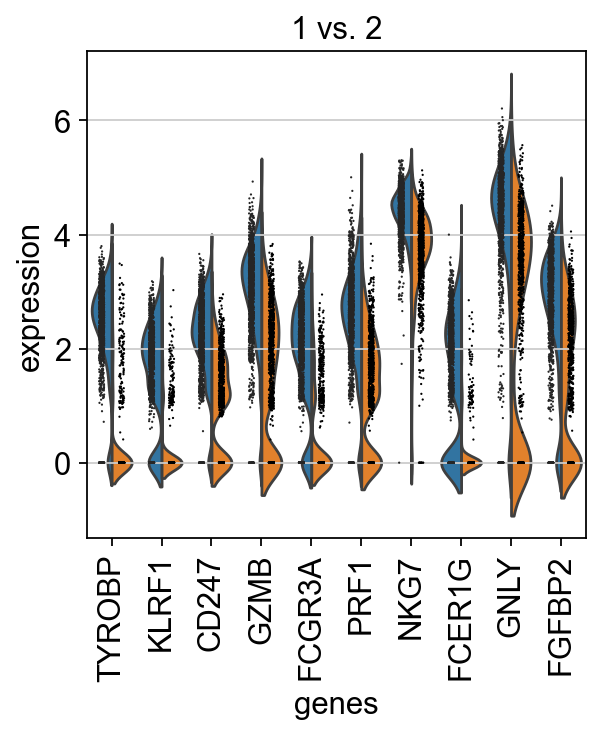 1 vs. 2
expression
6
4
2
0
TYROBP
KLRF1
CD247
GZMB
FCGR3A
PRF1
NKG7
FCER1G
GNLY
FGFBP2
genes